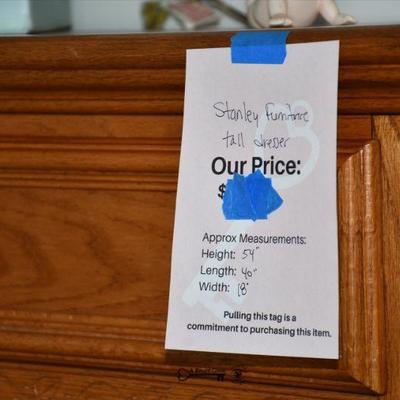 Stanley Furniture
tall dresser
Our Price:
$
Approx Measurements:
Height: 54"
Length: 40"
Width: 18"
Pulling this tag is a
commitment to purchasing this item.